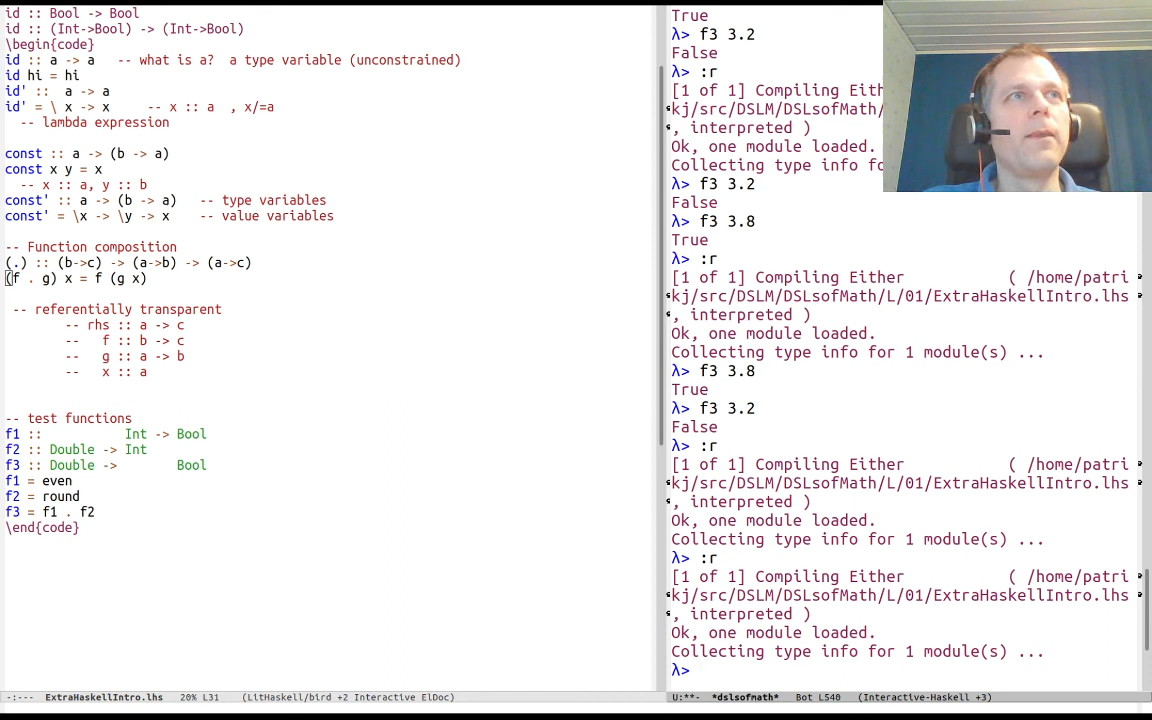 id :: Bool -> Bool
id :: (Int->Bool) -> (Int->Bool)
\begin{code}
id :: a -> a   -- what is a?  a type variable (unconstrained)
id hi = hi
id' ::  a -> a
id' = \ x -> x     -- x :: a  , x/=a
  -- lambda expression
const :: a -> (b -> a)
const x y = x
  -- x :: a, y :: b
const' :: a -> (b -> a)   -- type variables
const' = \x -> \y -> x    -- value variables
-- Function composition
(.) :: (b->c) -> (a->b) -> (a->c)
(f . g) x = f (g x)
 -- referentially transparent
        -- rhs :: a -> c
        --   f :: b -> c
        --   g :: a -> b
        --   x :: a
-- test functions
f1 ::           Int -> Bool
f2 :: Double -> Int
f3 :: Double ->        Bool
f1 = even
f2 = round
f3 = f1 . f2
\end{code}
-:---  ExtraHaskellIntro.lhs   20% L31   (LitHaskell/bird +2 Interactive ElDoc)
True
λ> f3 3.2
False
λ> :r
[1 of 1] Compiling Eith
kj/src/DSLM/DSLsofMath/
, interpreted )
Ok, one module loaded.
Collecting type info fo
λ> f3 3.2
False
λ> f3 3.8
True
λ> :r
[1 of 1] Compiling Either           ( /home/patri
kj/src/DSLM/DSLsofMath/L/01/ExtraHaskellIntro.lhs
, interpreted )
Ok, one module loaded.
Collecting type info for 1 module(s) ...
λ> f3 3.8
True
λ> f3 3.2
False
λ> :r
[1 of 1] Compiling Either           ( /home/patri
kj/src/DSLM/DSLsofMath/L/01/ExtraHaskellIntro.lhs
, interpreted )
Ok, one module loaded.
Collecting type info for 1 module(s) ...
λ> :r
[1 of 1] Compiling Either           ( /home/patri
kj/src/DSLM/DSLsofMath/L/01/ExtraHaskellIntro.lhs
, interpreted )
Ok, one module loaded.
Collecting type info for 1 module(s) ...
λ>
U:**-  *dslsofmath*   Bot L540   (Interactive-Haskell +3)